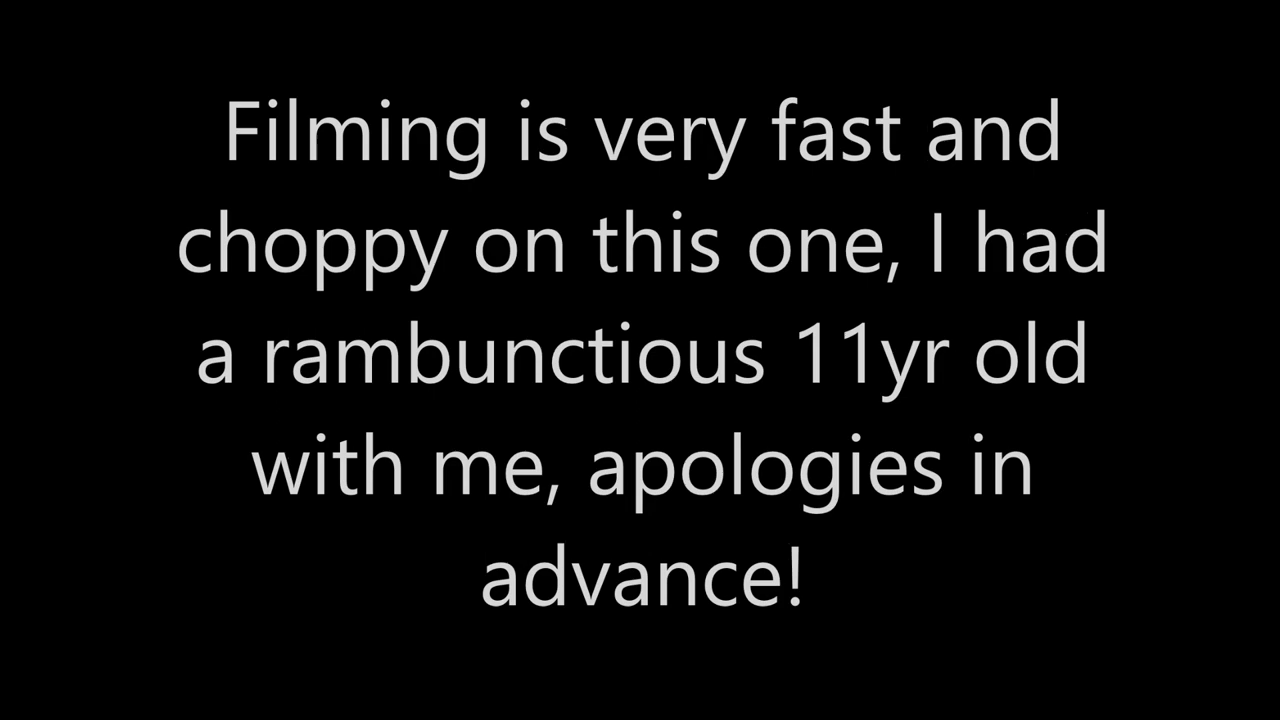 Filming is very fast and
choppy on this one, I had
a rambunctious 11yr old
with me, apologies in
advance!